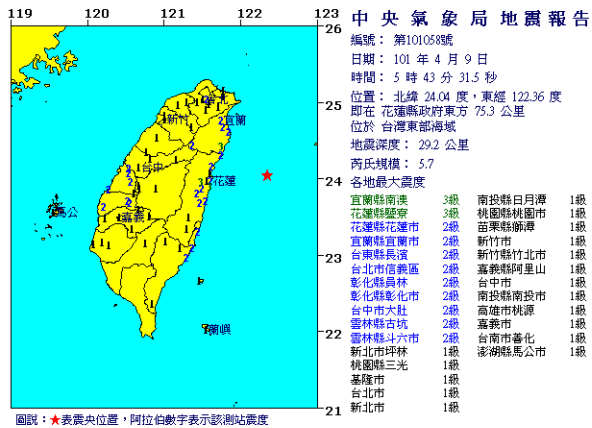 中央氣象局地震報告
編號： 第101058號
日期： 101 年 4 月 9 日
時間： 5 時 43 分 31.5 秒
位置： 北緯 24.04 度，東經 122.36 度
即在 花蓮縣政府東方 75.3 公里
位於 台灣東部海域
地震深度： 29.2 公里
芮氏規模： 5.7
各地最大震度
宜蘭縣南澳 3級 南投縣日月潭 1級
花蓮縣鹽寮 3級 桃園縣桃園市 1級
花蓮縣花蓮市 2級 苗栗縣獅潭 1級
宜蘭縣宜蘭市 2級 新竹市 1級
台東縣長濱 2級 新竹縣竹北市 1級
台北市信義區 2級 嘉義縣阿里山 1級
彰化縣員林 2級 台中市 1級
彰化縣彰化市 2級 南投縣南投市 1級
台中市大肚 2級 高雄市桃源 1級
雲林縣古坑 2級 嘉義市 1級
雲林縣斗六市 2級 台南市善化 1級
新北市坪林 1級 澎湖縣馬公市 1級
桃園縣三光 1級
基隆市 1級
台北市 1級
新北市 1級
119 120 121 122 123
26
25
24
23
22
21
新竹
宜蘭
台中
花蓮
馬公
嘉義
蘭嶼
圖說：★表震央位置，阿拉伯數字表示該測站震度